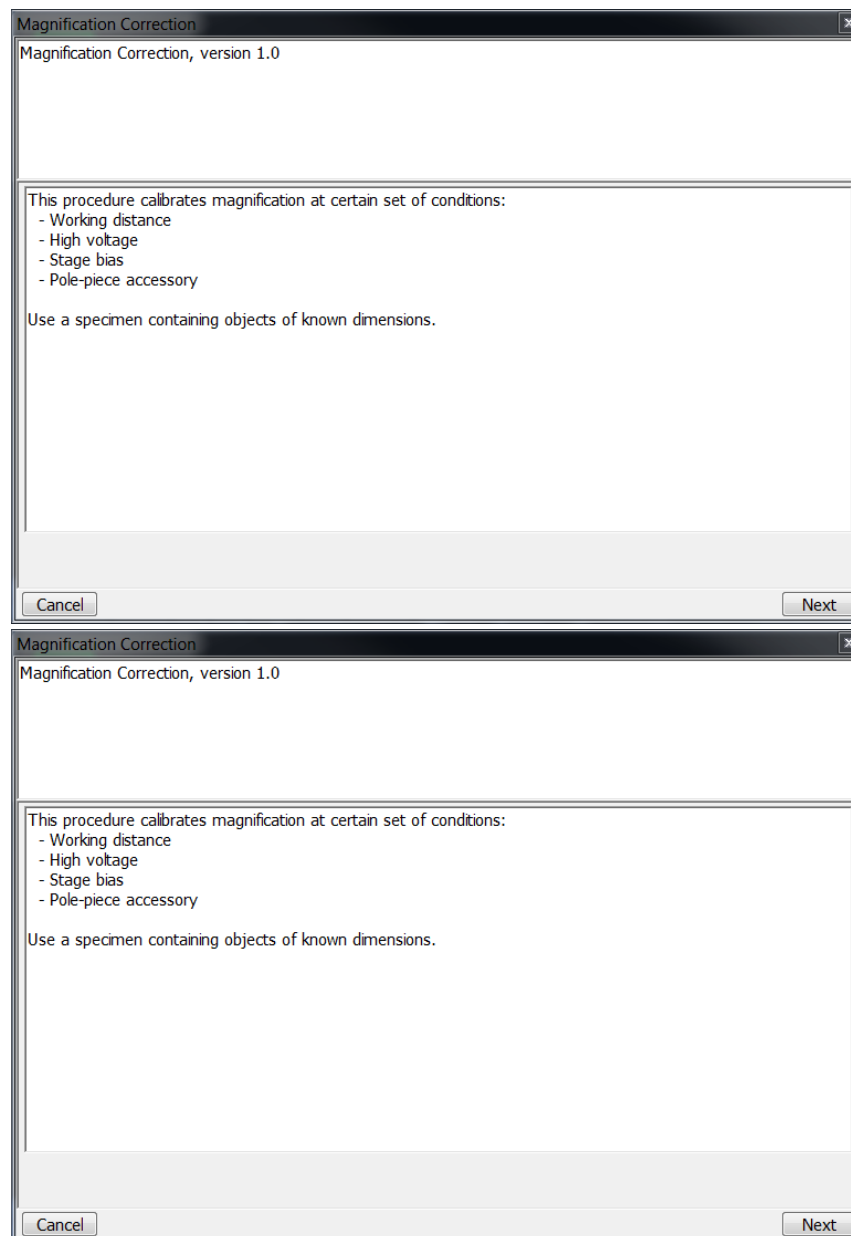 Magnification Correction
Magnification Correction, version 1.0
This procedure calibrates magnification at certain set of conditions:
- Working distance
- High voltage
- Stage bias
- Pole-piece accessory
Use a specimen containing objects of known dimensions.
Cancel Next
Magnification Correction
Magnification Correction, version 1.0
This procedure calibrates magnification at certain set of conditions:
- Working distance
- High voltage
- Stage bias
- Pole-piece accessory
Use a specimen containing objects of known dimensions.
Cancel Next